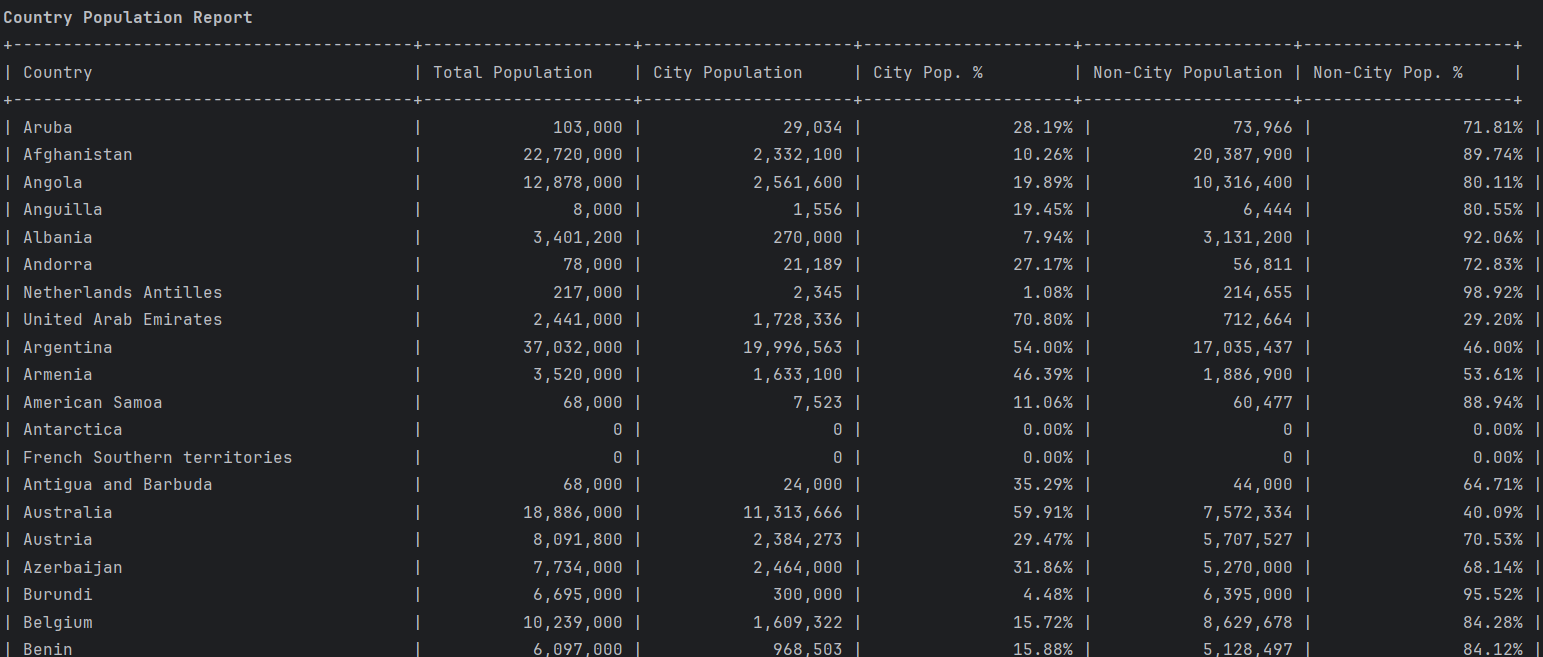 Country Population Report
+----------------------------------------+---------------------+---------------------+---------------------+---------------------+---------------------+
| Country                                | Total Population    | City Population     | City Pop. %         | Non-City Population | Non-City Pop. %     |
+----------------------------------------+---------------------+---------------------+---------------------+---------------------+---------------------+
| Aruba                                  |             103,000 |              29,034 |               28.19% |              73,966 |               71.81% |
| Afghanistan                            |          22,720,000 |           2,332,100 |               10.26% |          20,387,900 |               89.74% |
| Angola                                 |          12,878,000 |           2,561,600 |               19.89% |          10,316,400 |               80.11% |
| Anguilla                               |               8,000 |               1,556 |               19.45% |               6,444 |               80.55% |
| Albania                                |           3,401,200 |             270,000 |                7.94% |           3,131,200 |               92.06% |
| Andorra                                |              78,000 |              21,189 |               27.17% |              56,811 |               72.83% |
| Netherlands Antilles                   |             217,000 |               2,345 |                1.08% |             214,655 |               98.92% |
| United Arab Emirates                   |           2,441,000 |           1,728,336 |               70.80% |             712,664 |               29.20% |
| Argentina                              |          37,032,000 |          19,996,563 |               54.00% |          17,035,437 |               46.00% |
| Armenia                                |           3,520,000 |           1,633,100 |               46.39% |           1,886,900 |               53.61% |
| American Samoa                         |              68,000 |               7,523 |               11.06% |              60,477 |               88.94% |
| Antarctica                             |                   0 |                   0 |                0.00% |                   0 |                0.00% |
| French Southern territories            |                   0 |                   0 |                0.00% |                   0 |                0.00% |
| Antigua and Barbuda                    |              68,000 |              24,000 |               35.29% |              44,000 |               64.71% |
| Australia                              |          18,886,000 |          11,313,666 |               59.91% |           7,572,334 |               40.09% |
| Austria                                |           8,091,800 |           2,384,273 |               29.47% |           5,707,527 |               70.53% |
| Azerbaijan                             |           7,734,000 |           2,464,000 |               31.86% |           5,270,000 |               68.14% |
| Burundi                                |           6,695,000 |             300,000 |                4.48% |           6,395,000 |               95.52% |
| Belgium                                |          10,239,000 |           1,609,322 |               15.72% |           8,629,678 |               84.28% |
| Benin                                  |           6,097,000 |             968,503 |               15.88% |           5,128,497 |               84.12% |